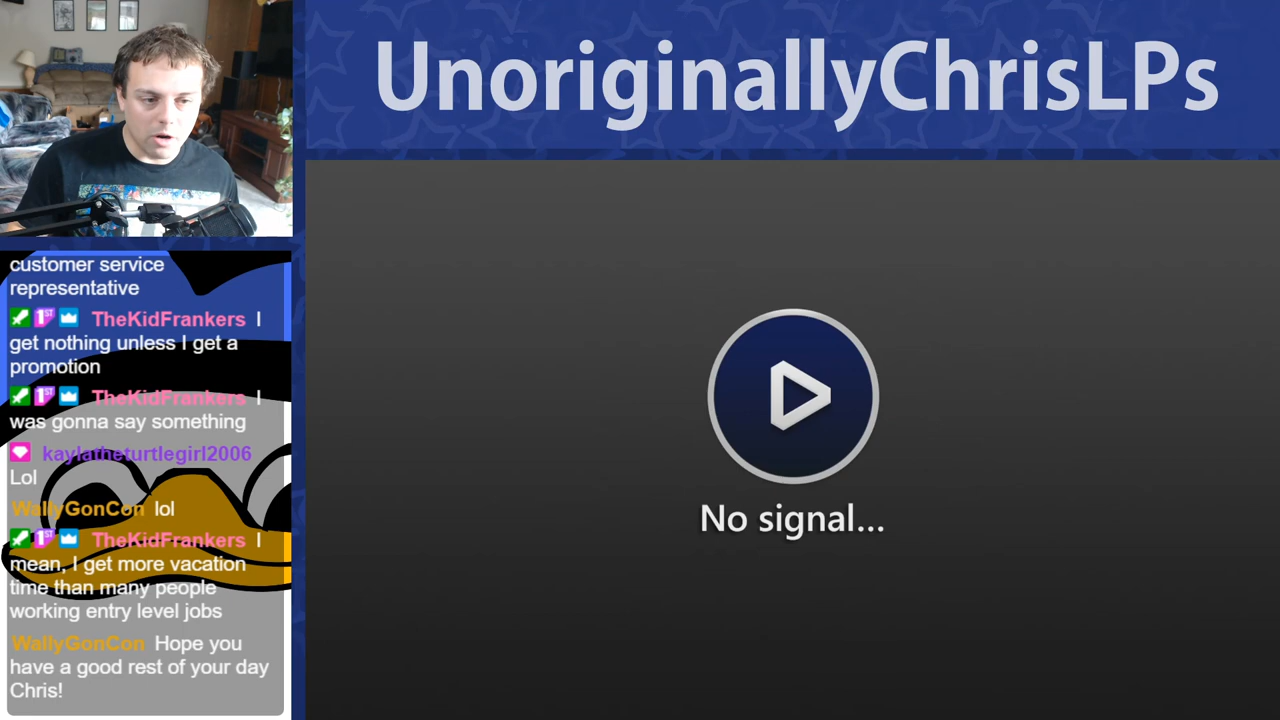 UnoriginallyChrisLPs
No signal...
customer service
representative
TheKidFrankers I
get nothing unless I get a
promotion
TheKidFrankers I
was gonna say something
kaylatheturtlegirl2006
Lol
WallyGonCon lol
TheKidFrankers I
mean, I get more vacation
time than many people
working entry level jobs
WallyGonCon Hope you
have a good rest of your day
Chris!